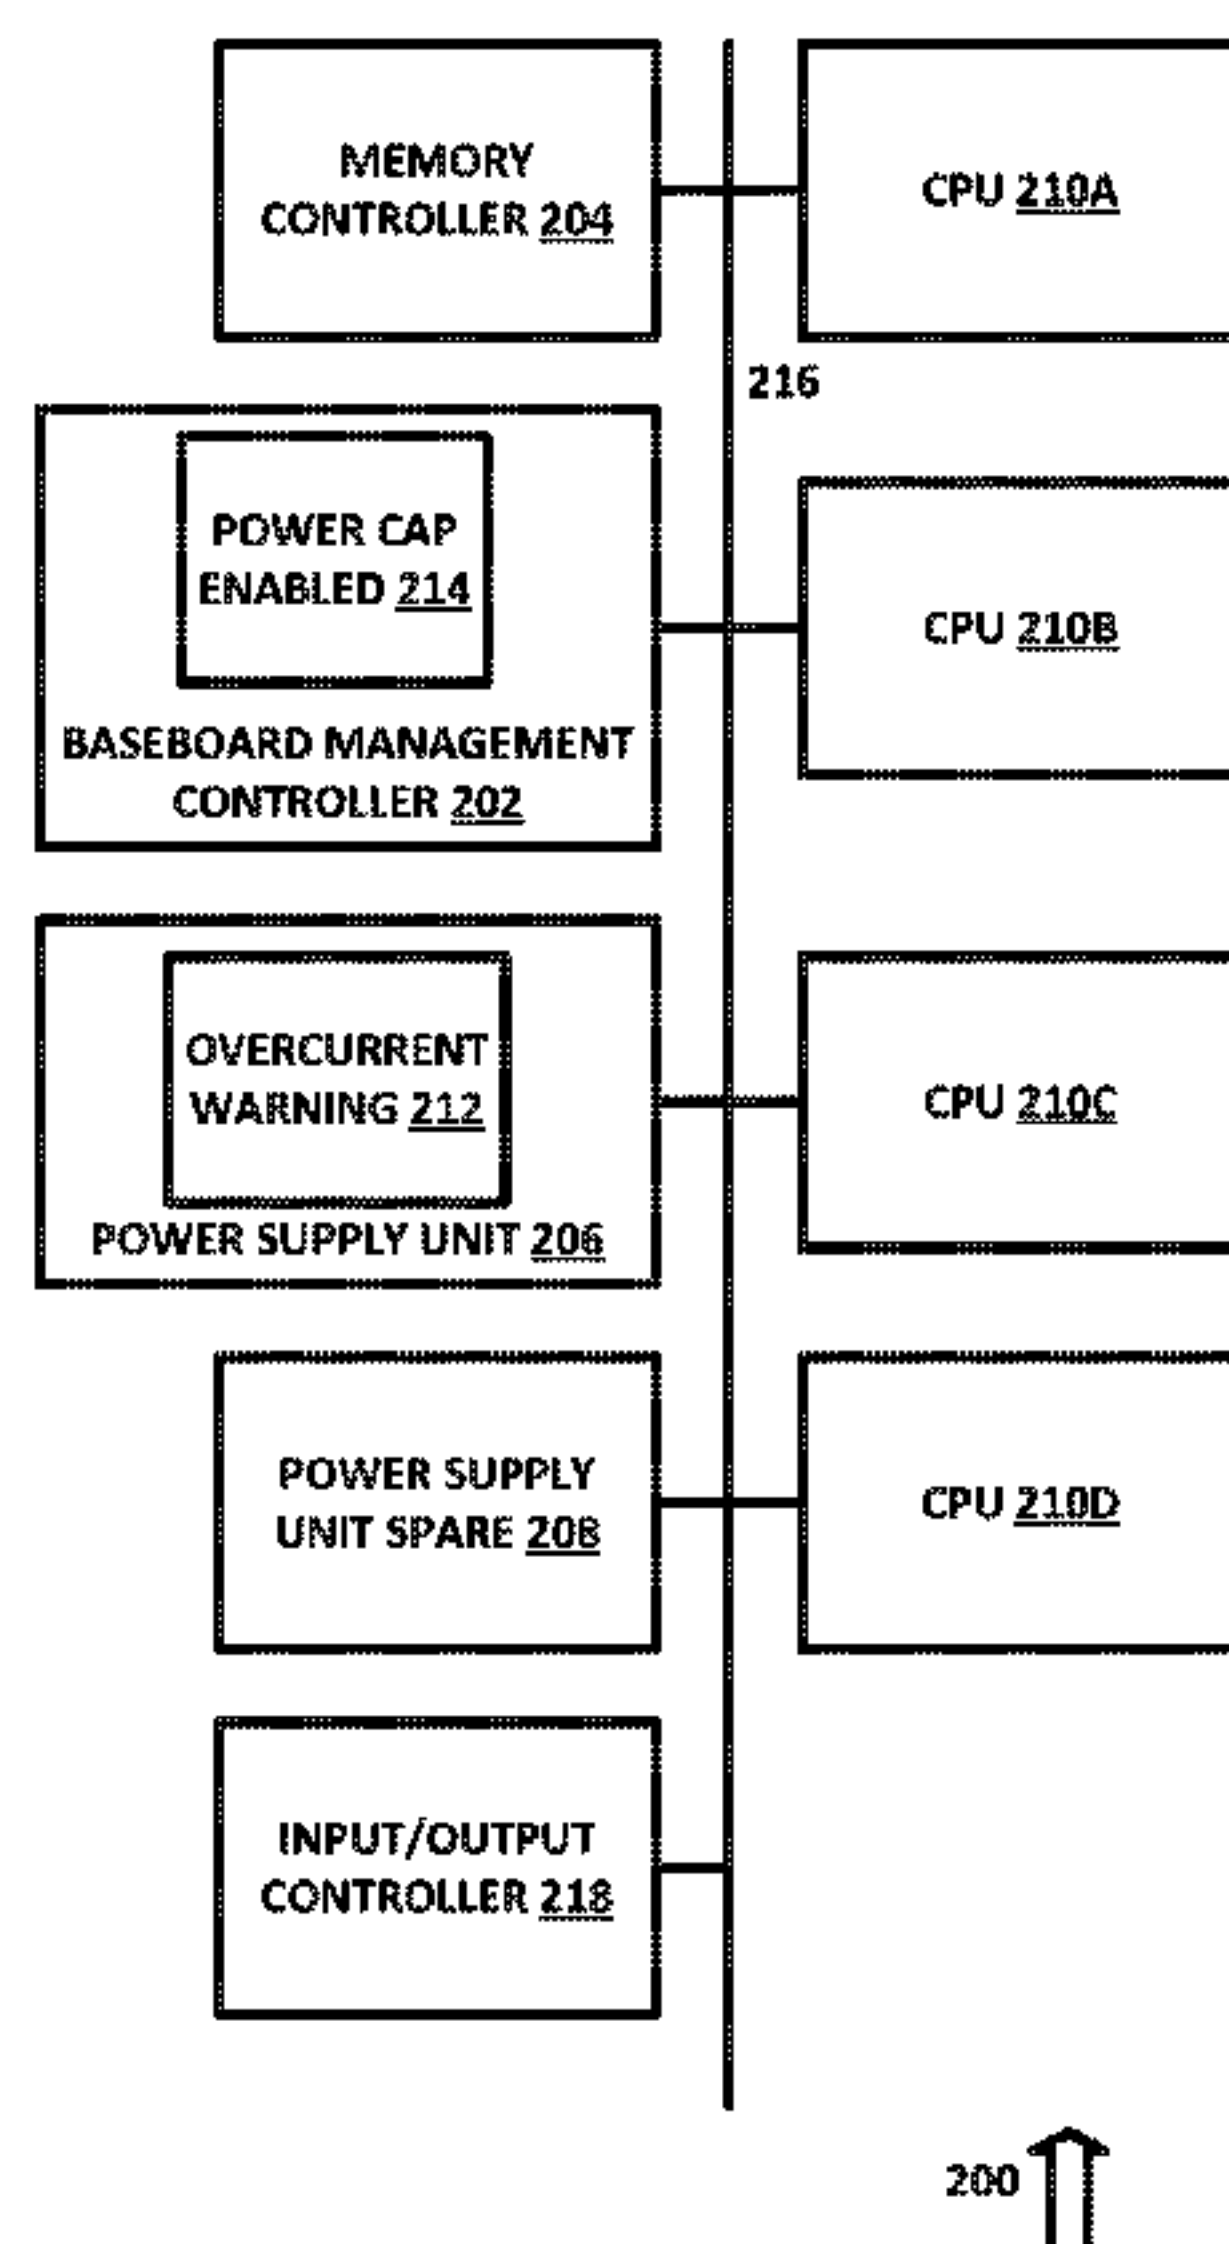 MEMORY
CONTROLLER 204
CPU 210A
216
POWER CAP
ENABLED 214
BASEBOARD MANAGEMENT
CONTROLLER 202
CPU 210B
OVERCURRENT
WARNING 212
POWER SUPPLY UNIT 206
CPU 210C
POWER SUPPLY
UNIT SPARE 208
CPU 210D
INPUT/OUTPUT
CONTROLLER 218
200